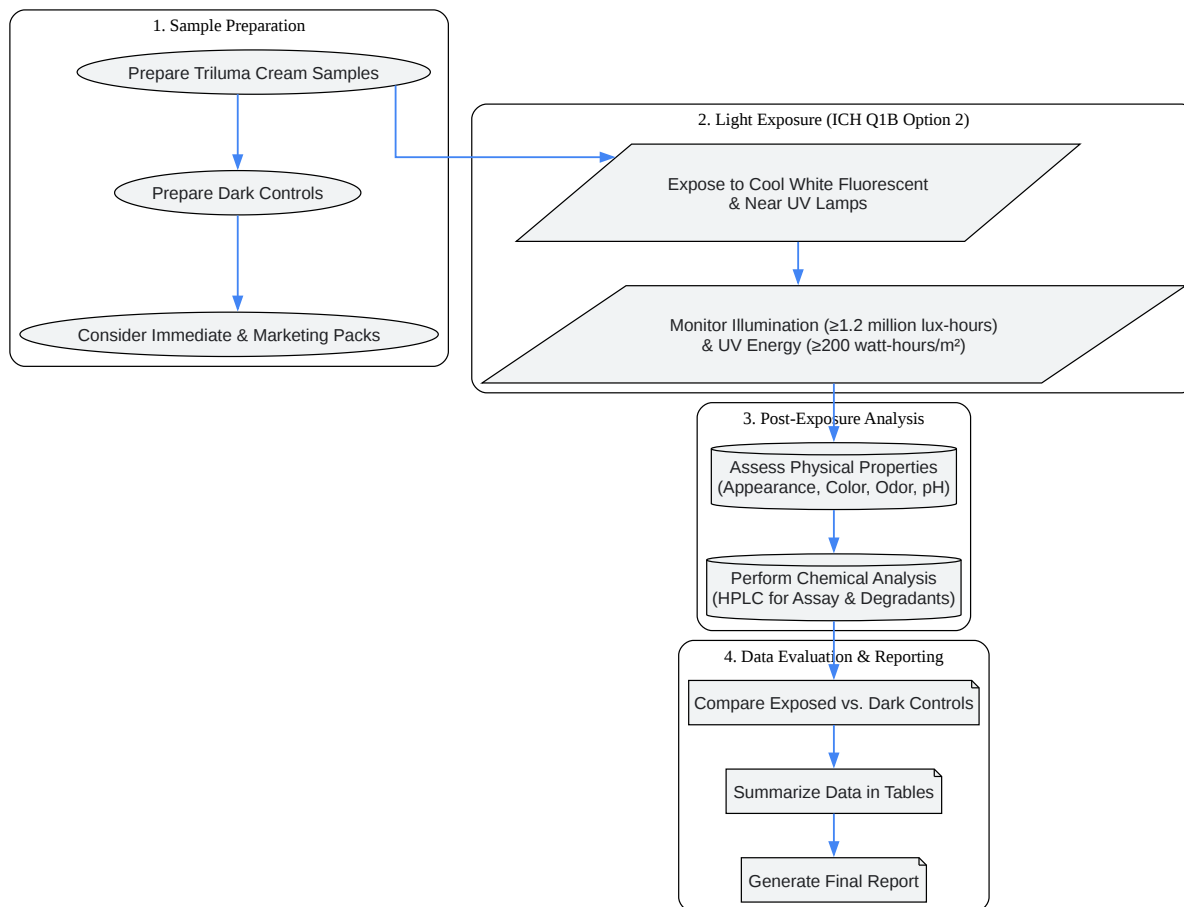 1. Sample Preparation
Prepare Triluma Cream Samples
Prepare Dark Controls
Consider Immediate & Marketing Packs
2. Light Exposure (ICH Q1B Option 2)
Expose to Cool White Fluorescent
& Near UV Lamps
Monitor Illumination (≥1.2 million lux-hours)
& UV Energy (≥200 watt-hours/m²)
3. Post-Exposure Analysis
Assess Physical Properties
(Appearance, Color, Odor, pH)
Perform Chemical Analysis
(HPLC for Assay & Degradants)
4. Data Evaluation & Reporting
Compare Exposed vs. Dark Controls
Summarize Data in Tables
Generate Final Report